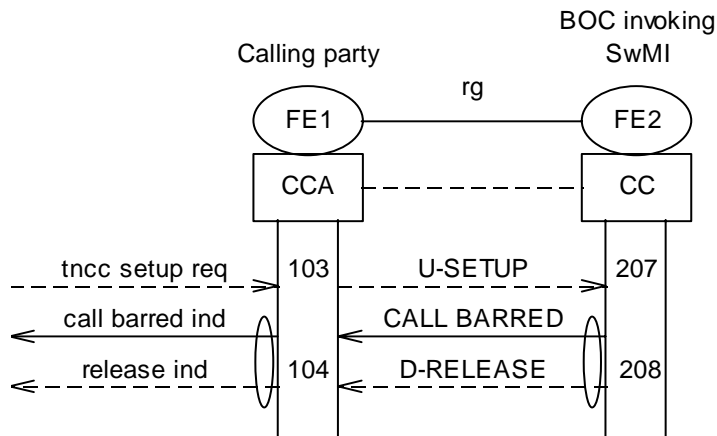 BOC invoking
Calling party SwMI
rg
FE1 FE2
CCA CC
tncc setup req 103 U-SETUP 207
call barred ind CALL BARRED
release ind 104 D-RELEASE 208